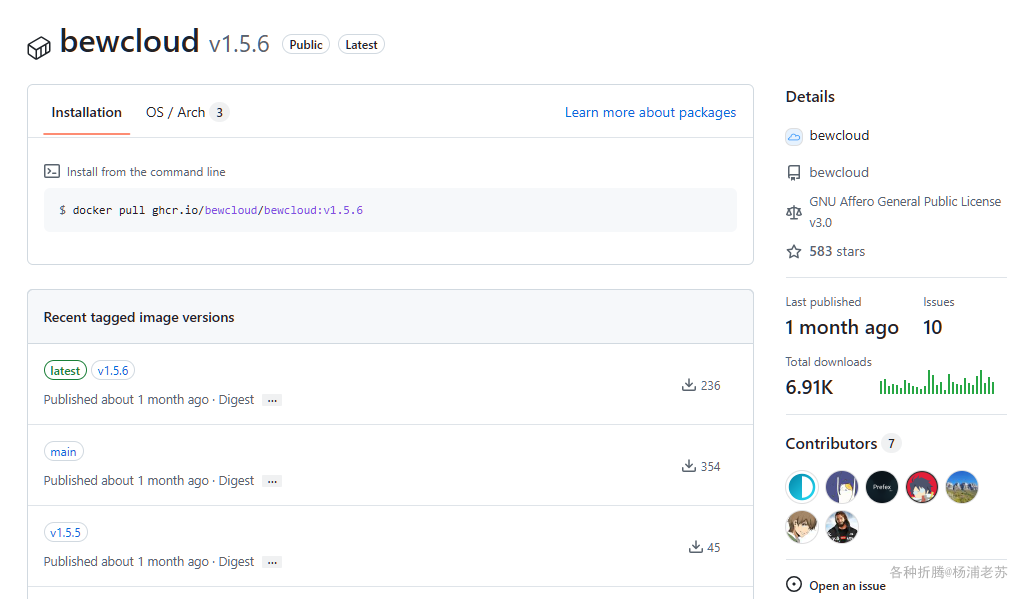 bewcloud v1.5.6 Public Latest
Installation OS / Arch 3 Learn more about packages
Install from the command line
$ docker pull ghcr.io/bewcloud/bewcloud:v1.5.6
Recent tagged image versions
latest v1.5.6
Published about 1 month ago · Digest ...
236
main
Published about 1 month ago · Digest ...
354
v1.5.5
Published about 1 month ago · Digest ...
45
Details
bewcloud
bewcloud
GNU Affero General Public License
v3.0
583 stars
Last published Issues
1 month ago 10
Total downloads
6.91K
Contributors 7
Prefex
Open an issue
各种折腾@杨浦老苏